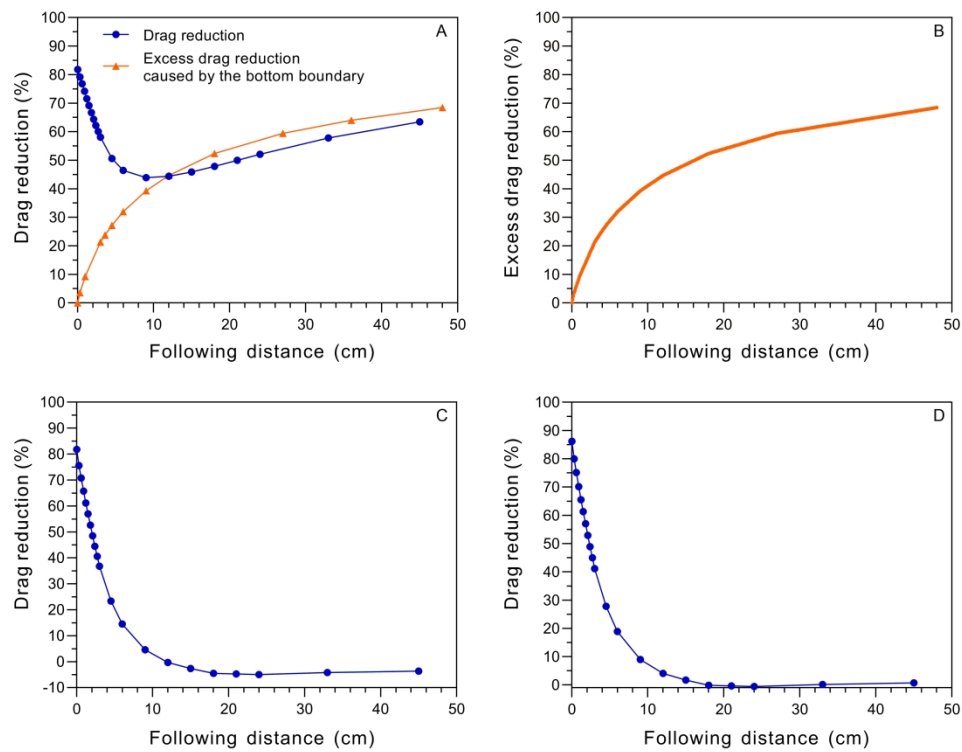 A
Drag reduction
Excess drag reduction
caused by the bottom boundary
Drag reduction (%)
100
90
80
70
60
50
40
30
20
10
0
0 10 20 30 40 50
Following distance (cm)
B
Excess drag reduction (%)
100
90
80
70
60
50
40
30
20
10
0
0 10 20 30 40 50
Following distance (cm)
C
Drag reduction (%)
100
90
80
70
60
50
40
30
20
10
0
-10
0 10 20 30 40 50
Following distance (cm)
D
Drag reduction (%)
100
90
80
70
60
50
40
30
20
10
0
0 10 20 30 40 50
Following distance (cm)